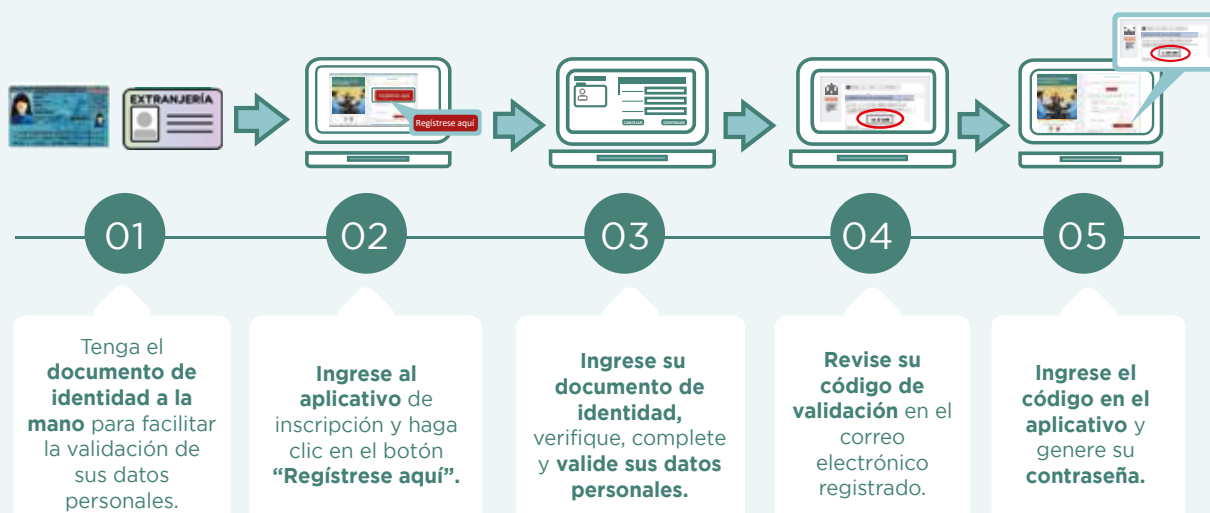 EXTRANJERÍA
Regístrese aquí
CANCELAR
CONTINUAR
01
02
03
04
05
Tenga el
documento de
identidad a la
mano para facilitar
la validación de
sus datos
personales.
Ingrese al
aplicativo de
inscripción y haga
clic en el botón
“Regístrese aquí”.
Ingrese su
documento de
identidad,
verifique, complete
y valide sus datos
personales.
Revise su
código de
validación en el
correo
electrónico
registrado.
Ingrese el
código en el
aplicativo y
genere su
contraseña.